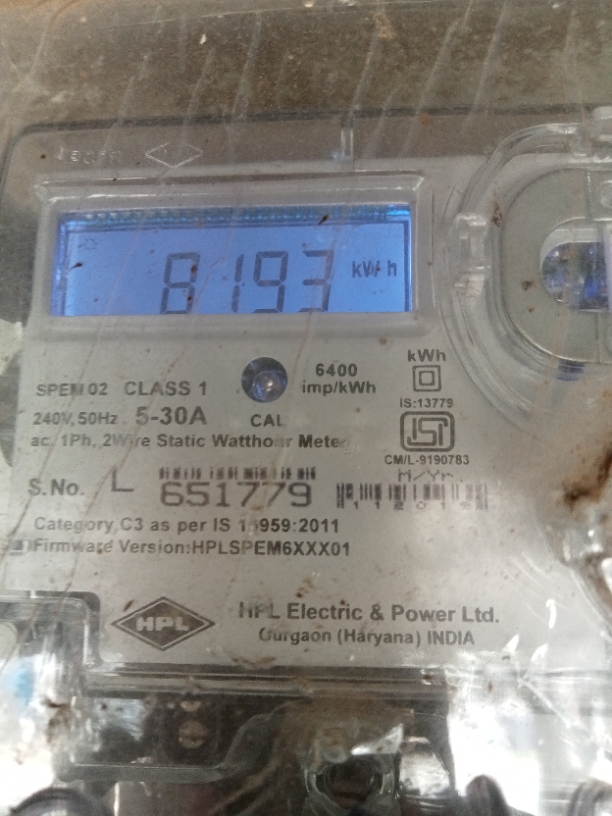 8193 kWh
SPEM 02 CLASS 1
6400
imp/kWh
kWh
IS:13779
240V, 50Hz 5-30A
CAL
ac, 1Ph, 2Wire Static Watthour Meter
CM/L-9190783
M/Yr.
S.No. L 651779
Category C3 as per IS 15959:2011
Firmware Version:HPLSPEM6XXX01
HPL
HPL Electric & Power Ltd.
Gurgaon (Haryana) INDIA